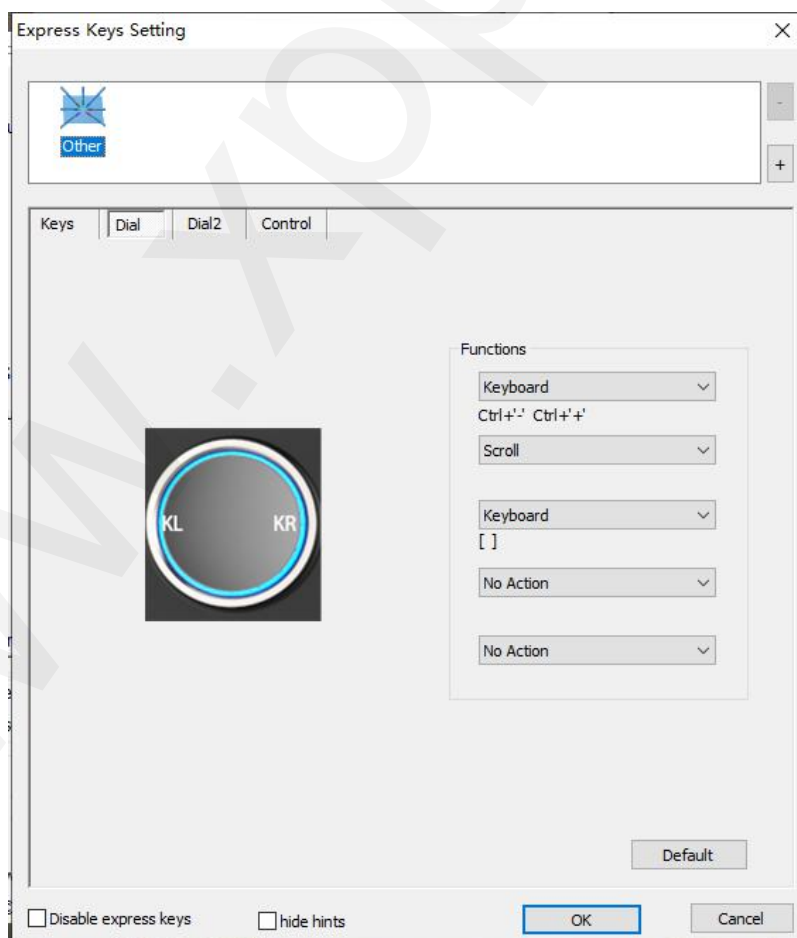 Express Keys Setting
Other
-
+
Keys Dial Dial2 Control
Functions
Keyboard
Ctrl+'-' Ctrl+'+'
Scroll
KL KR
Keyboard
[ ]
No Action
No Action
Default
Disable express keys hide hints OK Cancel